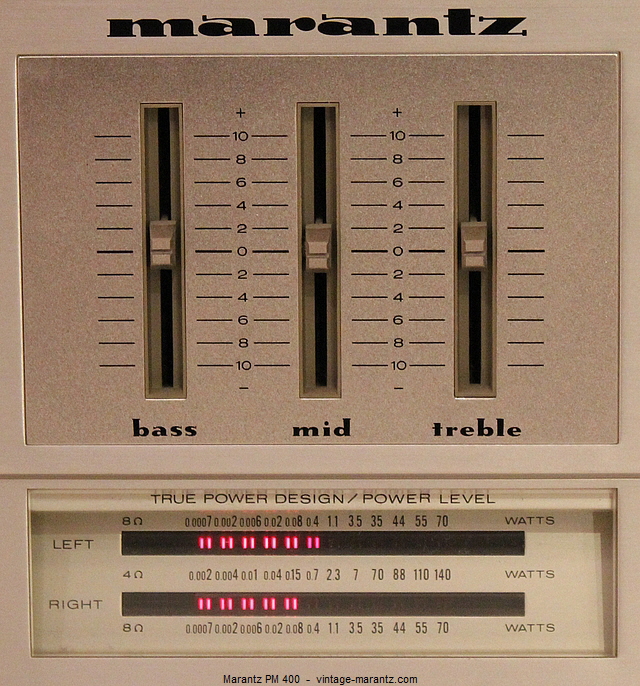 marantz
+ +
10 10
8 8
6 6
4 4
2 2
0 0
2 2
4 4
6 6
8 8
10 10
− −
bass mid treble
TRUE POWER DESIGN/POWER LEVEL
8Ω 0.0007 0.002 0.006 0.02 0.08 0.4 1.1 3.5 35 44 55 70 WATTS
LEFT
4Ω 0.002 0.004 0.01 0.04 0.15 0.7 2.3 7 70 88 110 140 WATTS
RIGHT
8Ω 0.0007 0.002 0.006 0.02 0.08 0.4 1.1 3.5 35 44 55 70 WATTS
Marantz PM 400 - vintage-marantz.com